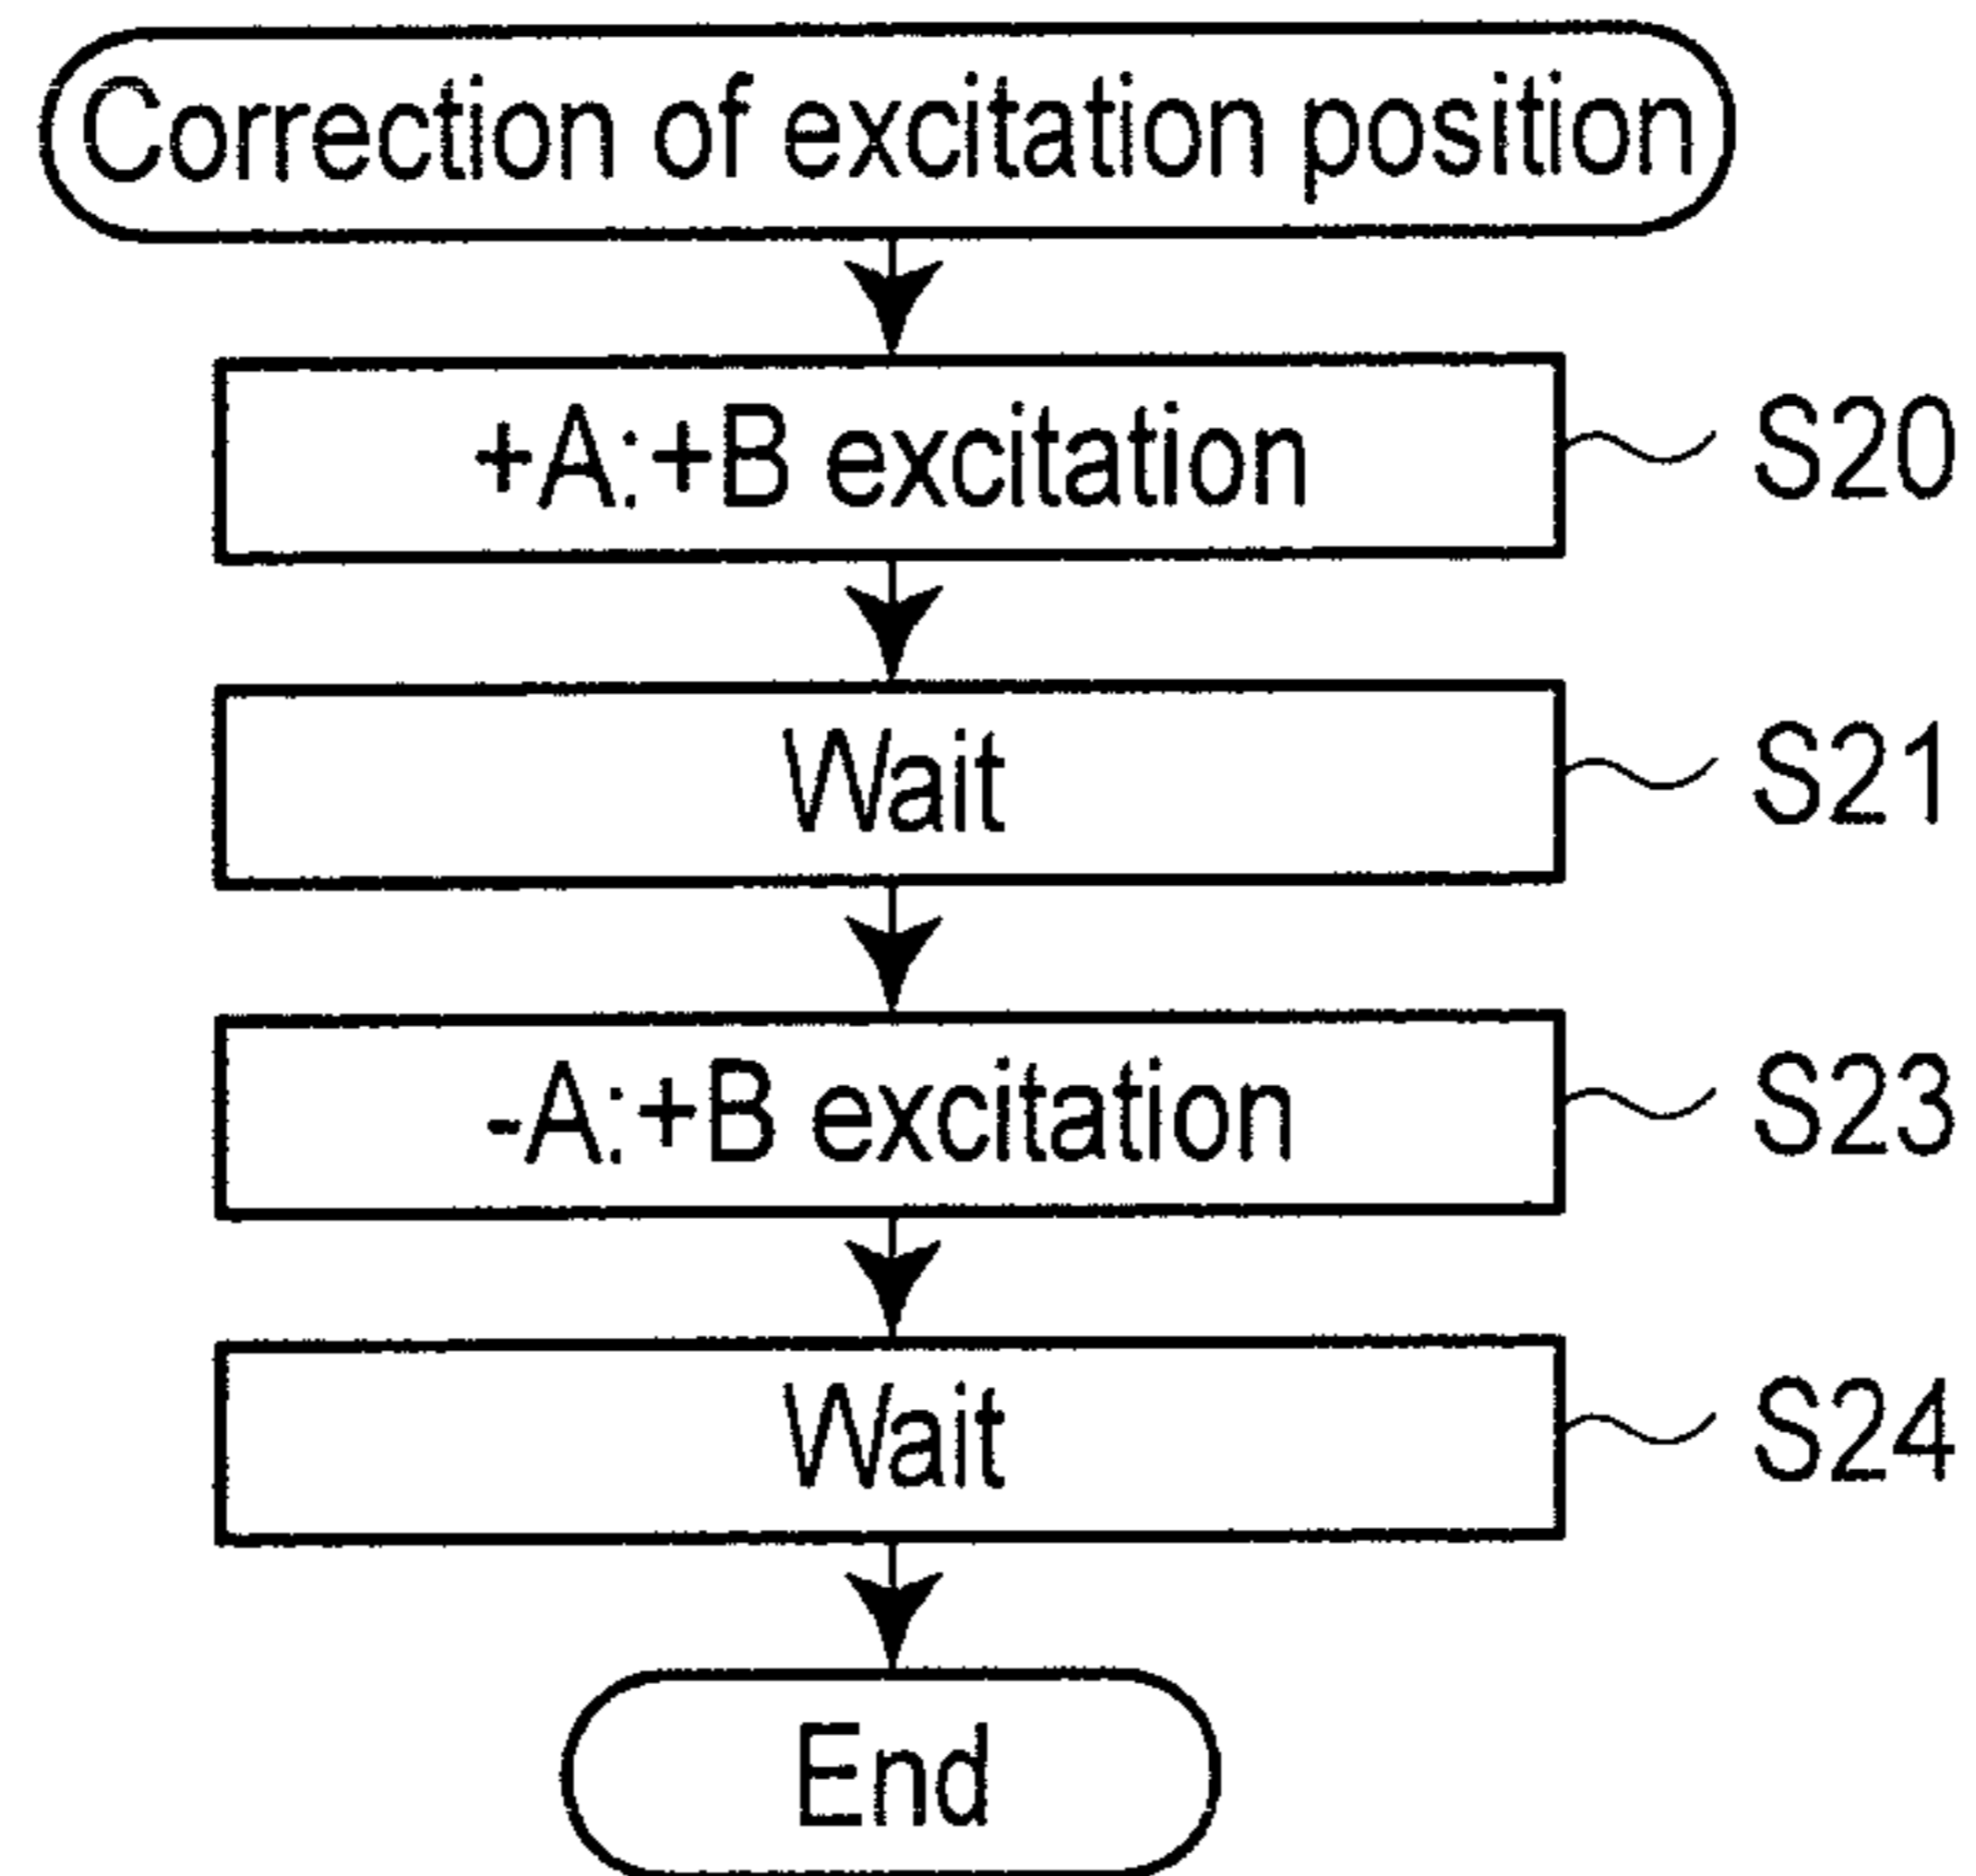 Correction of excitation position
+A:+B excitation
S20
Wait
S21
-A:+B excitation
S23
Wait
S24
End